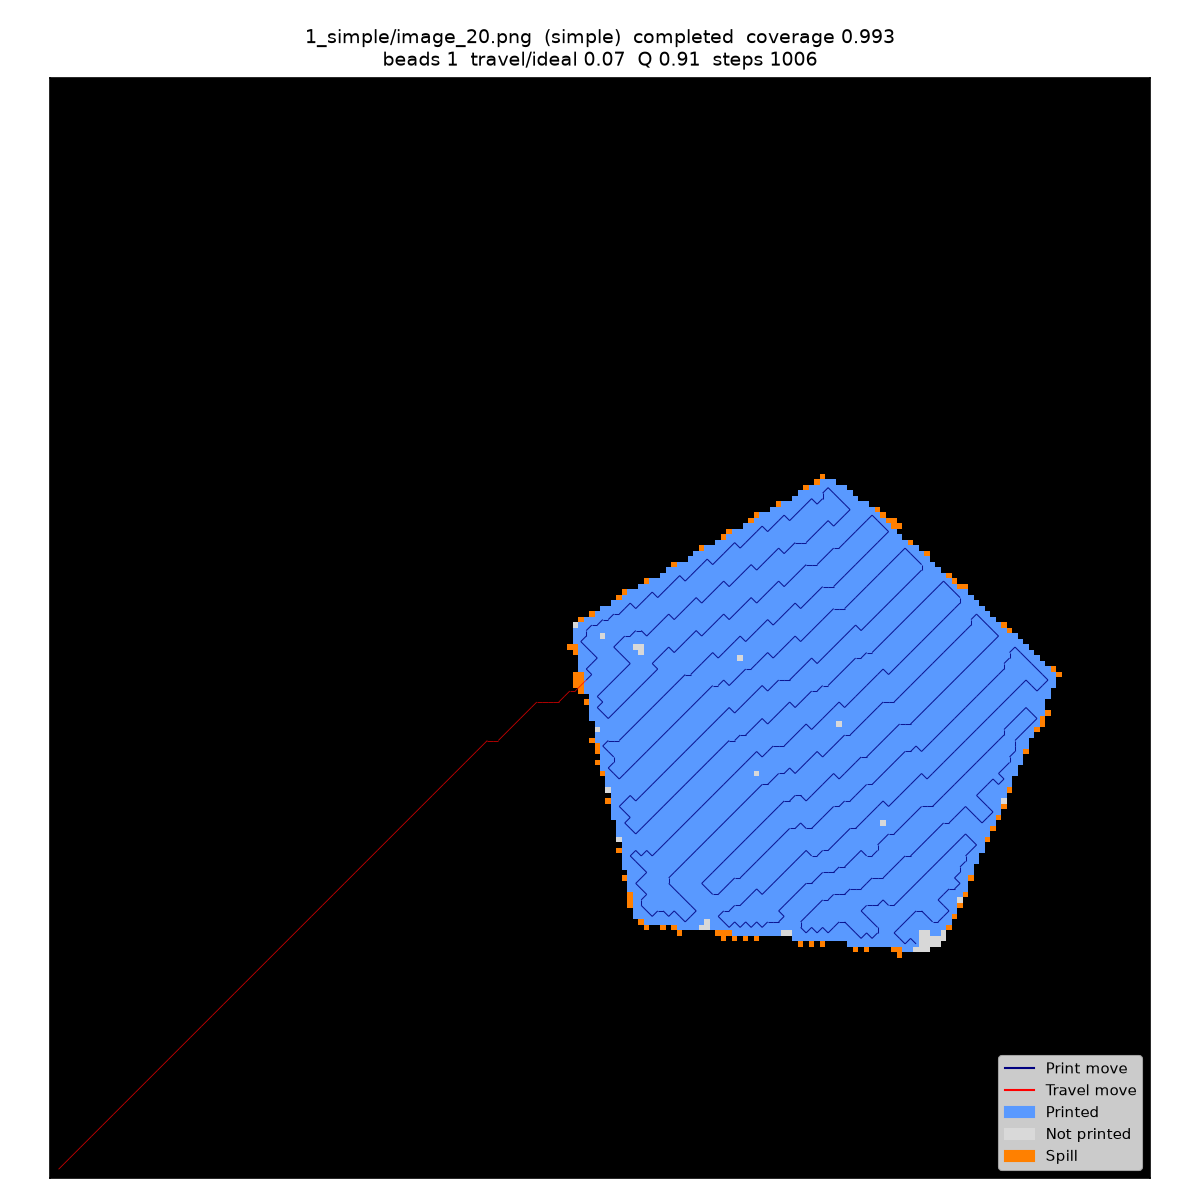 1_simple/image_20.png  (simple)  completed  coverage 0.993
beads 1  travel/ideal 0.07  Q 0.91  steps 1006
Print move
Travel move
Printed
Not printed
Spill